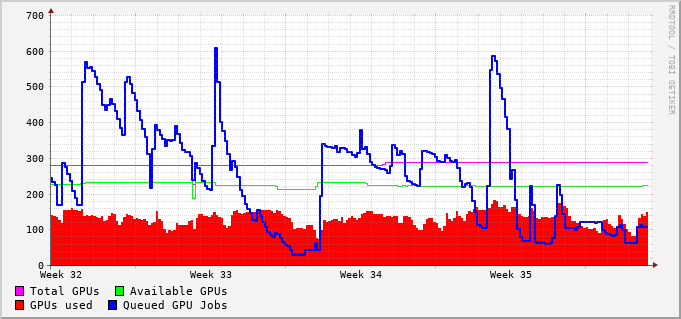 700
600
500
400
300
200
100
0
Week 32 Week 33 Week 34 Week 35
Total GPUs Available GPUs
GPUs used Queued GPU Jobs
RRDTOOL / TOBI OETIKER